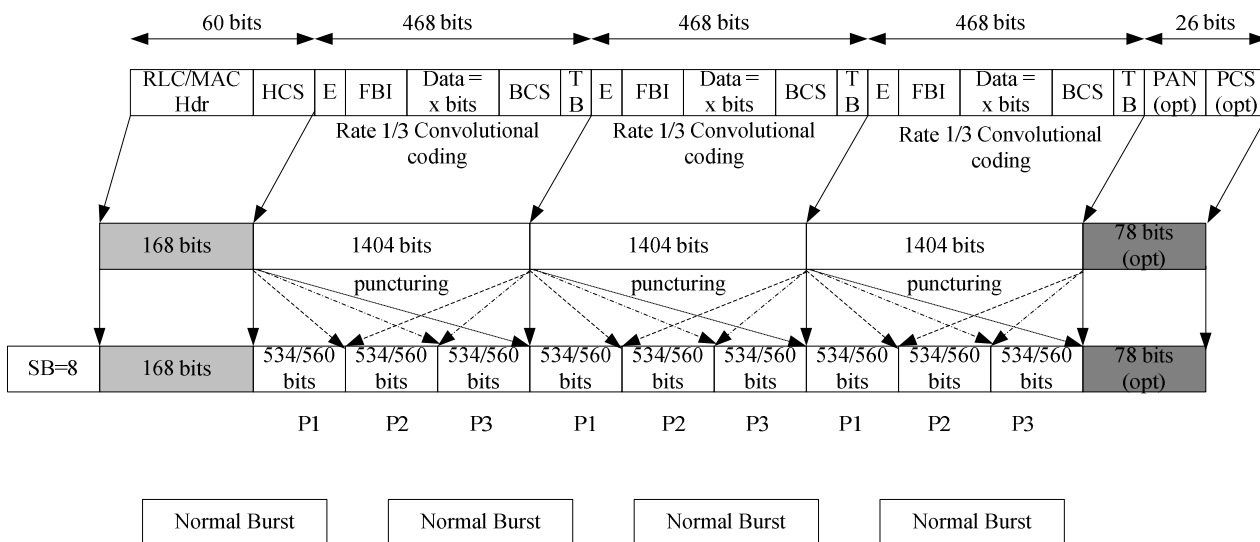 60 bits
468 bits
468 bits
468 bits
26 bits
RLC/MAC
Hdr
HCS
E
FBI
Data =
x bits
BCS
T
B
E
FBI
Data =
x bits
BCS
T
B
E
FBI
Data =
x bits
BCS
T
B
PAN
(opt)
PCS
(opt)
Rate 1/3 Convolutional
coding
Rate 1/3 Convolutional
coding
Rate 1/3 Convolutional
coding
168 bits
1404 bits
1404 bits
1404 bits
78 bits
(opt)
puncturing
puncturing
puncturing
SB=8
168 bits
534/560
bits
534/560
bits
534/560
bits
534/560
bits
534/560
bits
534/560
bits
534/560
bits
534/560
bits
534/560
bits
78 bits
(opt)
P1
P2
P3
P1
P2
P3
P1
P2
P3
Normal Burst
Normal Burst
Normal Burst
Normal Burst